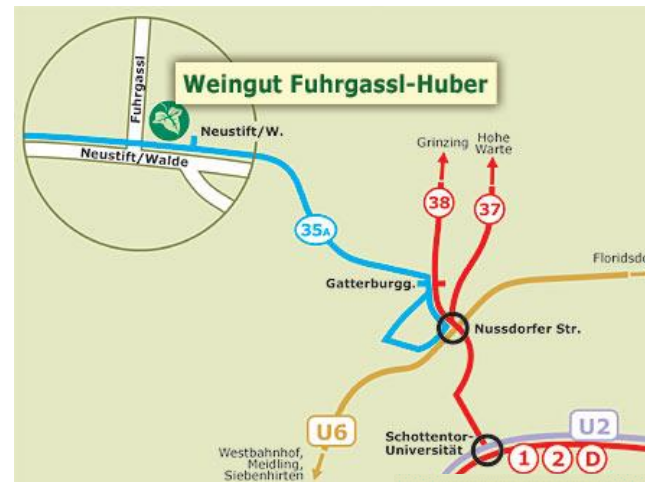 Weingut Fuhrgassl-Huber
Fuhrgassl
Neustift/W.
Neustift/Walde
Grinzing
Hohe
Warte
38
37
35A
Gatterburgg.
Floridsdo
Nussdorfer Str.
U6
U2
Schottentor-
Universität
1 2 D
Westbahnhof,
Meidling,
Siebenhirten